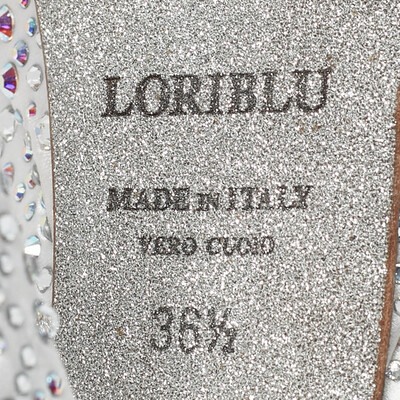 LORIBLU
MADE IN ITALY
VERO CUOIO
36½